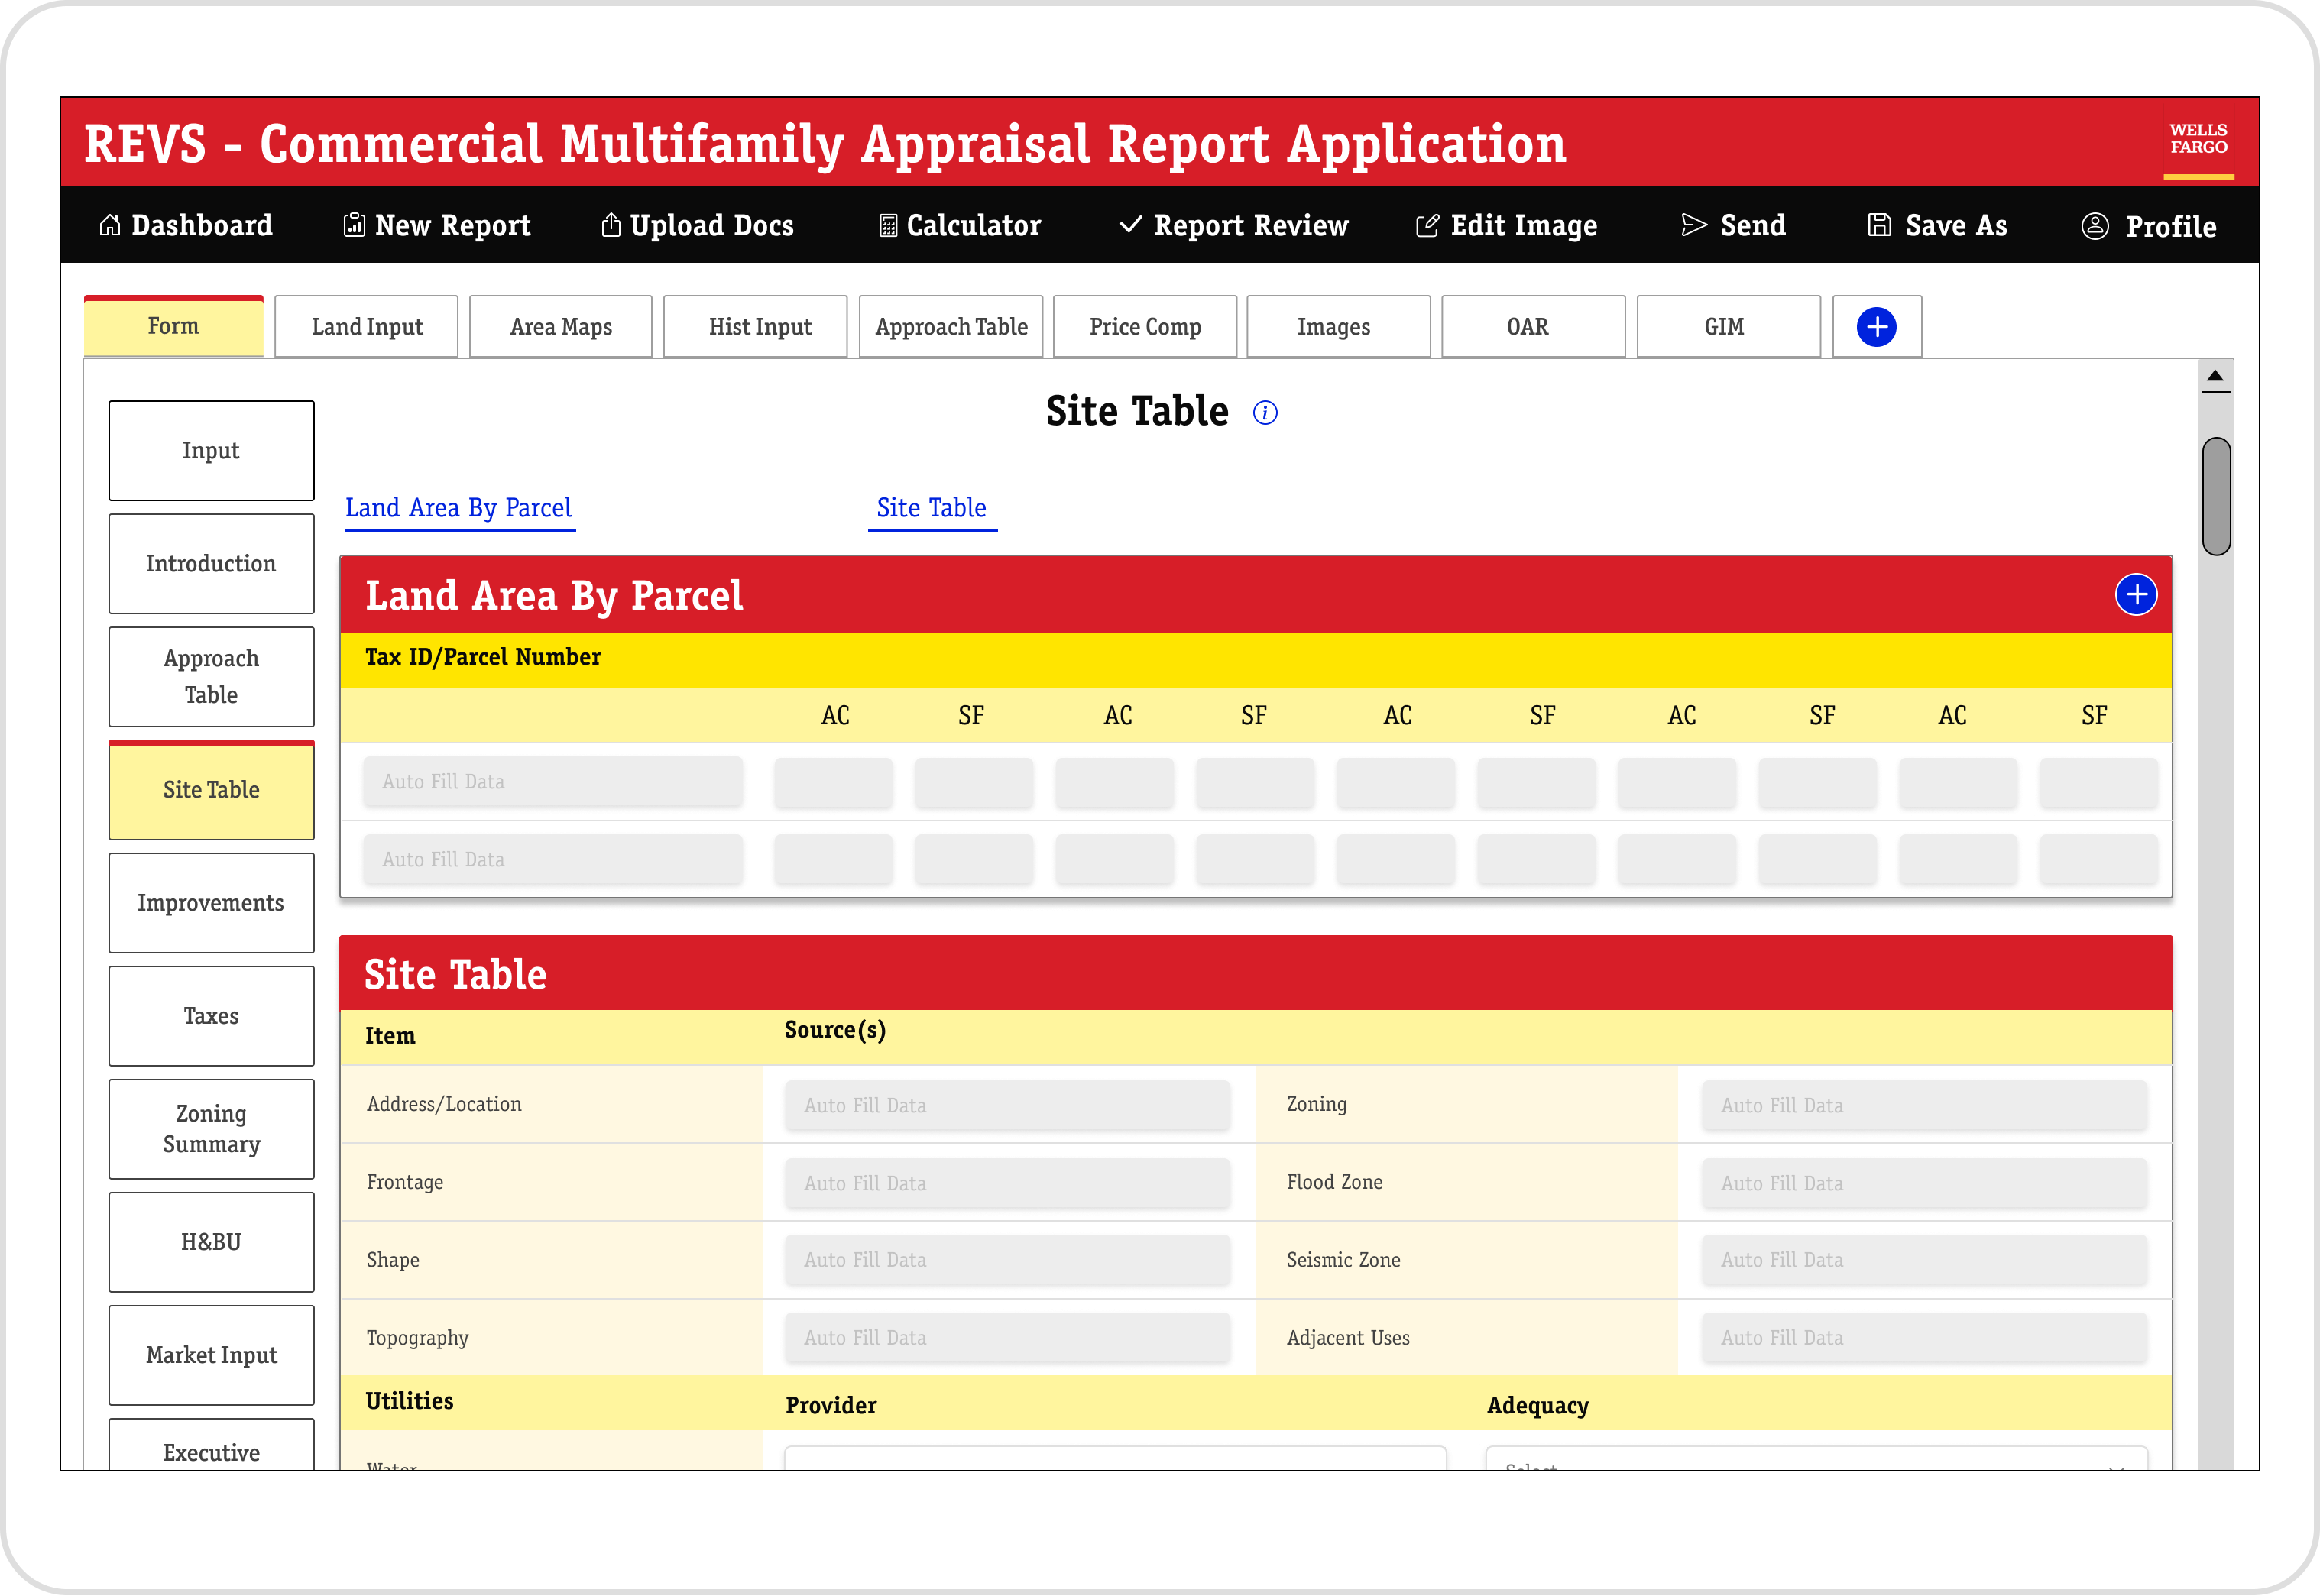 REVS - Commercial Multifamily Appraisal Report Application
WELLS
FARGO
Dashboard New Report Upload Docs Calculator Report Review Edit Image Send Save As Profile
Form Land Input Area Maps Hist Input Approach Table Price Comp Images OAR GIM
Site Table
Input
Introduction
Approach
Table
Site Table
Improvements
Taxes
Zoning
Summary
H&BU
Market Input
Executive
Land Area By Parcel Site Table
Land Area By Parcel
Tax ID/Parcel Number
AC SF AC SF AC SF AC SF AC SF
Auto Fill Data
Auto Fill Data
Site Table
Item Source(s)
Address/Location Auto Fill Data Zoning Auto Fill Data
Frontage Auto Fill Data Flood Zone Auto Fill Data
Shape Auto Fill Data Seismic Zone Auto Fill Data
Topography Auto Fill Data Adjacent Uses Auto Fill Data
Utilities Provider Adequacy
Water Select